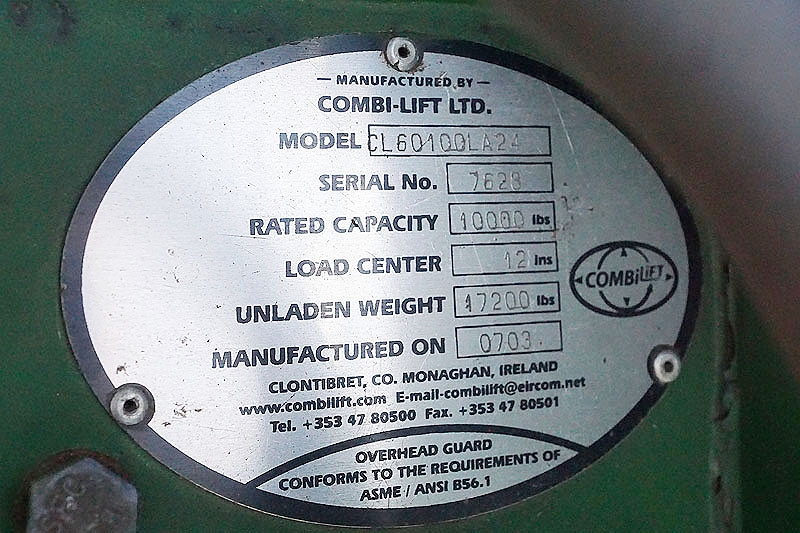 — MANUFACTURED BY —
COMBI-LIFT LTD.
MODEL CL60100LA24
SERIAL No. 7628
RATED CAPACITY 10000 lbs
LOAD CENTER 12 ins
UNLADEN WEIGHT 17200 lbs
MANUFACTURED ON 0703
COMBiLiFT
CLONTIBRET, CO. MONAGHAN, IRELAND
www.combilift.com E-mail-combilift@eircom.net
Tel. +353 47 80500 Fax. +353 47 80501
OVERHEAD GUARD
CONFORMS TO THE REQUIREMENTS OF
ASME / ANSI B56.1